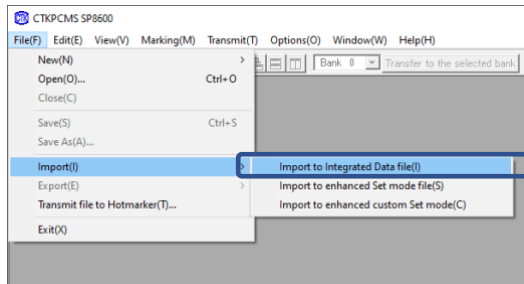 CTKPCMS SP8600
File(F) Edit(E) View(V) Marking(M) Transmit(T) Options(O) Window(W) Help(H)
Bank 0 Transfer to the selected bank
New(N) >
Open(O)... Ctrl+O
Close(C)
Save(S) Ctrl+S
Save As(A)...
Import(I) >
Export(E) >
Transmit file to Hotmarker(T)...
Exit(X)
Import to Integrated Data file(I)
Import to enhanced Set mode file(S)
Import to enhanced custom Set mode(C)